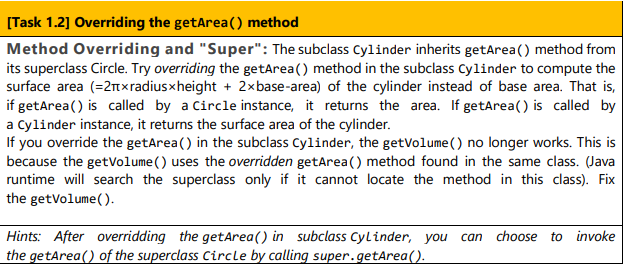 [Task 1.2] Overriding the getArea() method
Method Overriding and "Super": The subclass Cylinder inherits getArea() method from
its superclass Circle. Try overriding the getArea() method in the subclass Cylinder to compute the
surface area (=2π×radius×height + 2×base-area) of the cylinder instead of base area. That is,
if getArea() is called by a Circle instance, it returns the area. If getArea() is called by
a Cylinder instance, it returns the surface area of the cylinder.
If you override the getArea() in the subclass Cylinder, the getVolume() no longer works. This is
because the getVolume() uses the overridden getArea() method found in the same class. (Java
runtime will search the superclass only if it cannot locate the method in this class). Fix
the getVolume().
Hints: After overridding the getArea() in subclass Cylinder, you can choose to invoke
the getArea() of the superclass Circle by calling super.getArea().